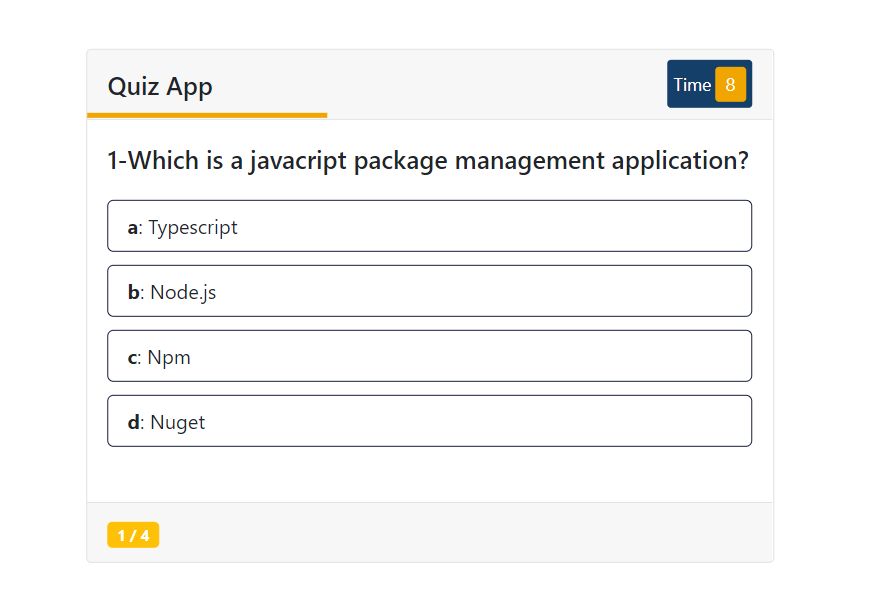 Quiz App
Time 8
1-Which is a javacript package management application?
a: Typescript
b: Node.js
c: Npm
d: Nuget
1 / 4